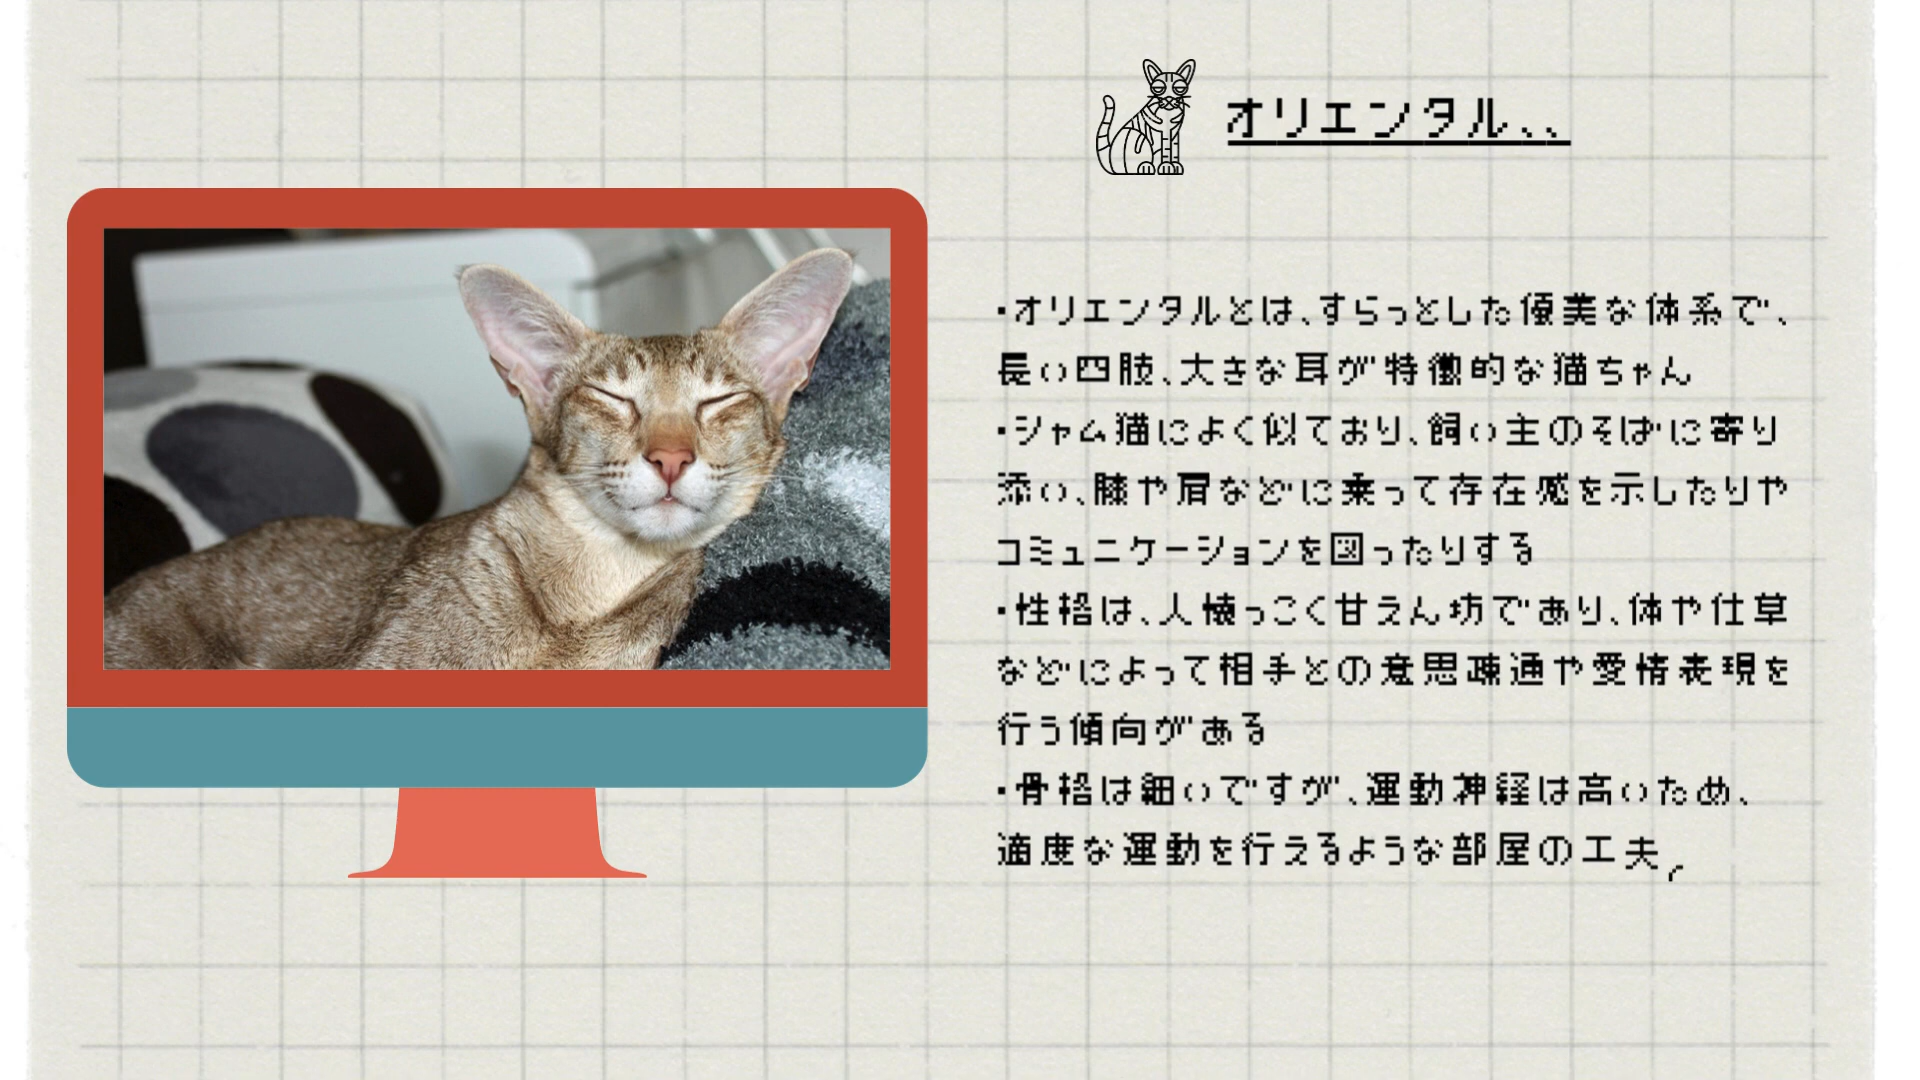 オリエンタル、、
・オリエンタルとは、すらっとした優美な体系で、
長い四肢、大きな耳が特徴的な猫ちゃん
・シャム猫によく似ており、飼い主のそばに寄り
添い、膝や肩などに乗って存在感を示したりや
コミュニケーションを図ったりする
・性格は、人懐っこく甘えん坊であり、体や仕草
などによって相手との意思疎通や愛情表現を
行う傾向がある
・骨格は細いですが、運動神経は高いため、
適度な運動を行えるような部屋の工夫